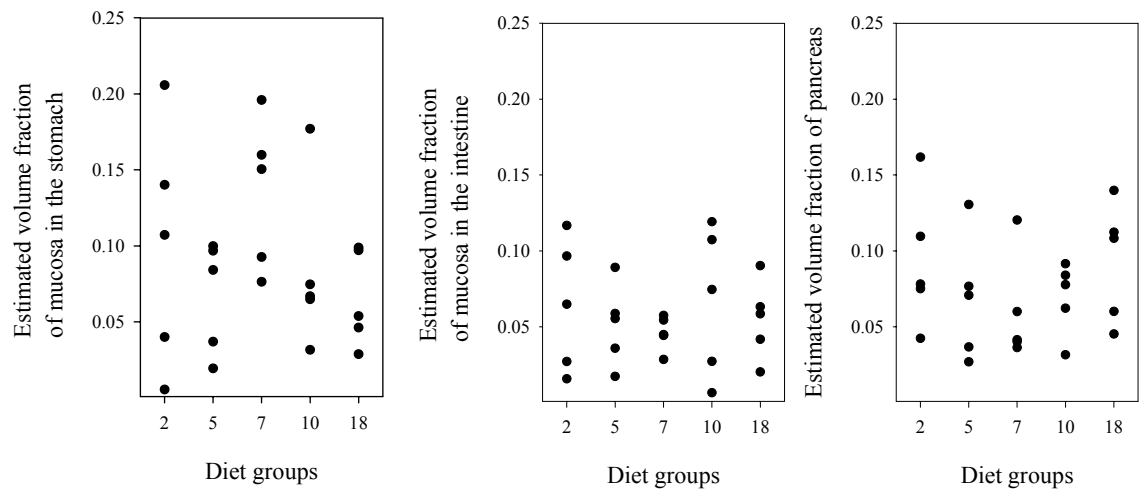 Estimated volume fraction
of mucosa in the stomach
0.25
0.20
0.15
0.10
0.05
2 5 7 10 18
Diet groups
Estimated volume fraction
of mucosa in the intestine
0.25
0.20
0.15
0.10
0.05
2 5 7 10 18
Diet groups
Estimated volume fraction of pancreas
0.25
0.20
0.15
0.10
0.05
2 5 7 10 18
Diet groups